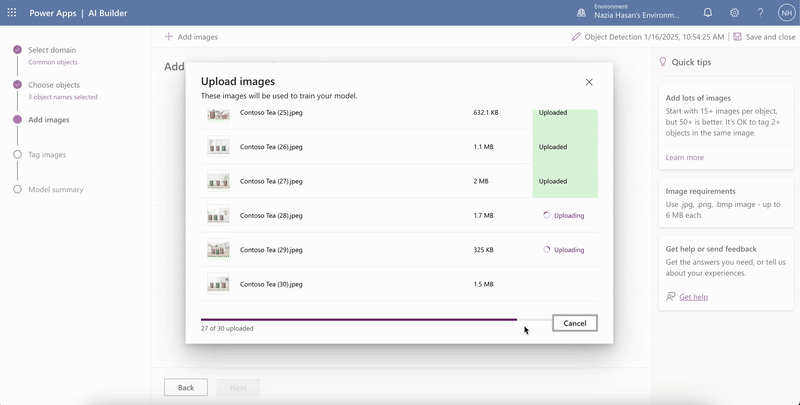 Power Apps | AI Builder
Environment
Nazia Hasan's Environm...
?
NH
Add images
Object Detection 1/16/2025, 10:54:25 AM
Save and close
Select domain
Common objects
Choose objects
3 object names selected
Add images
Tag images
Model summary
Add
Upload images
These images will be used to train your model.
Contoso Tea (25).jpeg 632.1 KB Uploaded
Contoso Tea (26).jpeg 1.1 MB Uploaded
Contoso Tea (27).jpeg 2 MB Uploaded
Contoso Tea (28).jpeg 1.7 MB Uploading
Contoso Tea (29).jpeg 325 KB Uploading
Contoso Tea (30).jpeg 1.5 MB
27 of 30 uploaded
Cancel
Back
Next
Quick tips
Add lots of images
Start with 15+ images per object,
but 50+ is better. It's OK to tag 2+
objects in the same image.
Learn more
Image requirements
Use .jpg, .png, .bmp image - up to
6 MB each.
Get help or send feedback
Get the answers you need, or tell us
about your experiences.
Get help